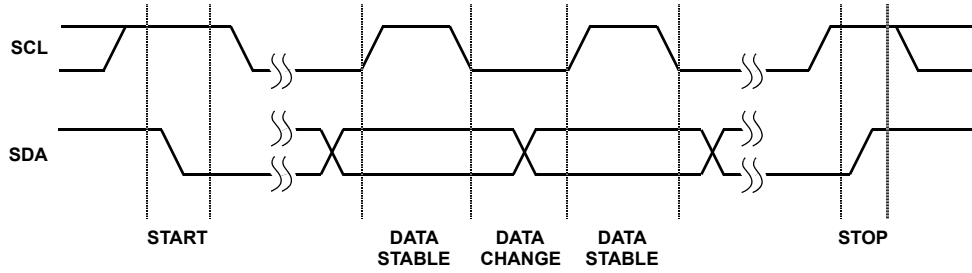 SCL
SDA
START
DATA
STABLE
DATA
CHANGE
DATA
STABLE
STOP